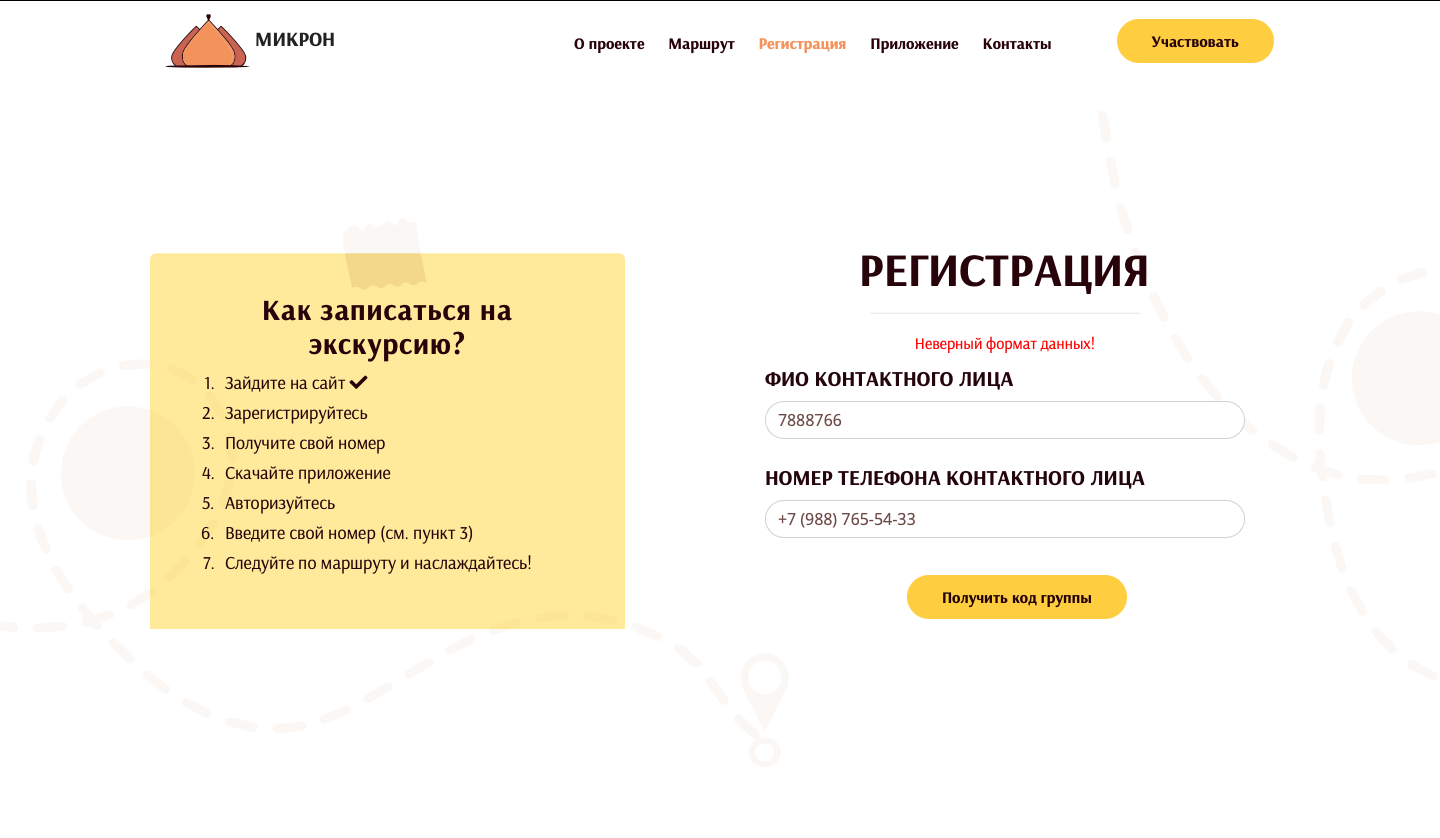 МИКРОН
О проекте
Маршрут
Регистрация
Приложение
Контакты
Участвовать
Как записаться на
экскурсию?
1. Зайдите на сайт ✔
2. Зарегистрируйтесь
3. Получите свой номер
4. Скачайте приложение
5. Авторизуйтесь
6. Введите свой номер (см. пункт 3)
7. Следуйте по маршруту и наслаждайтесь!
РЕГИСТРАЦИЯ
Неверный формат данных!
ФИО КОНТАКТНОГО ЛИЦА
7888766
НОМЕР ТЕЛЕФОНА КОНТАКТНОГО ЛИЦА
+7 (988) 765-54-33
Получить код группы